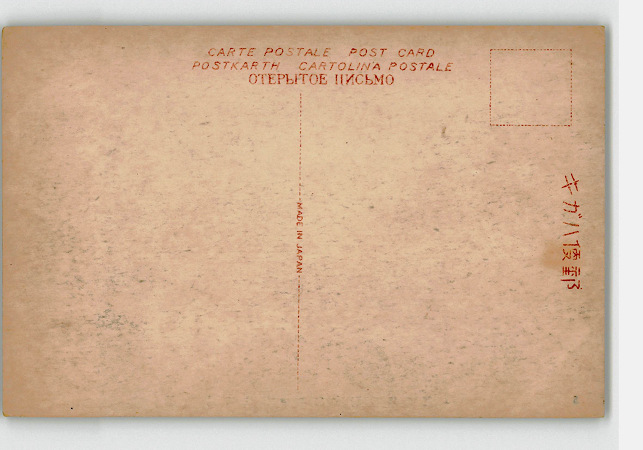 CARTE POSTALE POST CARD
POSTKARTH CARTOLINA POSTALE
ОТЕРЫТОЕ ПИСЬМО
MADE IN JAPAN
郵便ハガキ